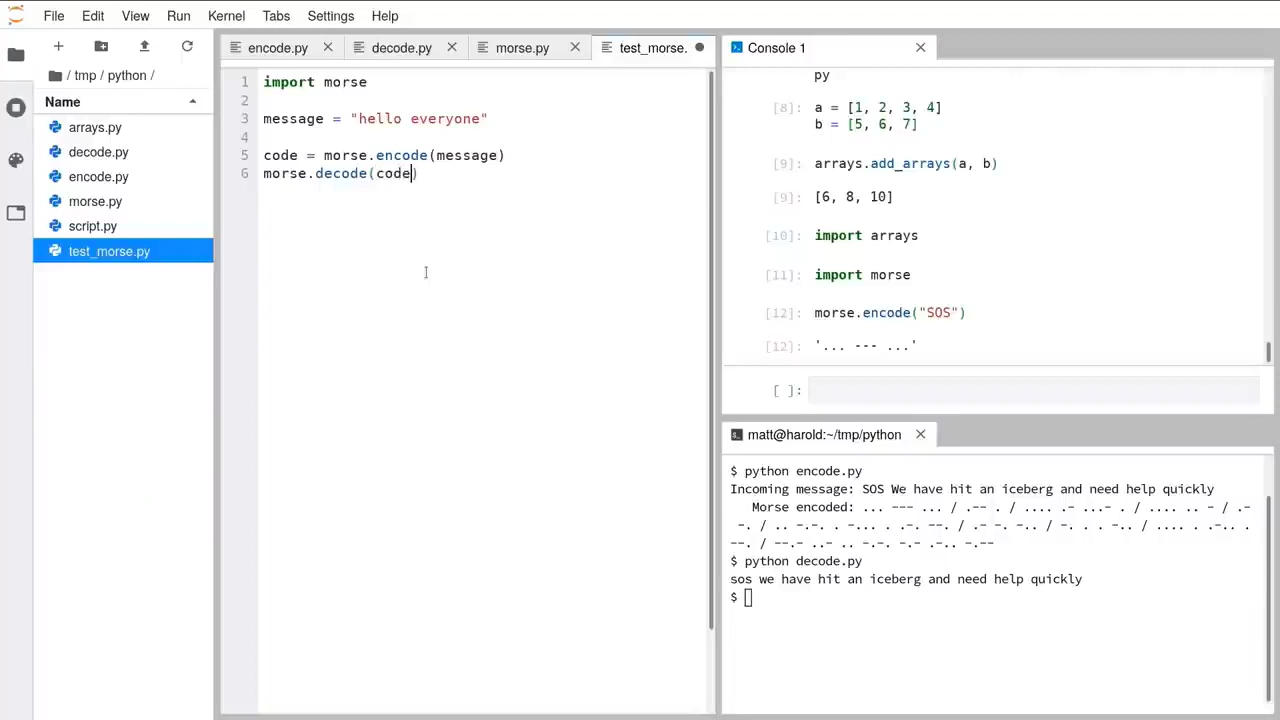 File Edit View Run Kernel Tabs Settings Help
/ tmp / python /
Name
arrays.py
decode.py
encode.py
morse.py
script.py
test_morse.py
encode.py
decode.py
morse.py
test_morse.
1 import morse
2
3 message = "hello everyone"
4
5 code = morse.encode(message)
6 morse.decode(code)
Console 1
py
[8]: a = [1, 2, 3, 4]
b = [5, 6, 7]
[9]: arrays.add_arrays(a, b)
[9]: [6, 8, 10]
[10]: import arrays
[11]: import morse
[12]: morse.encode("SOS")
[12]: '... --- ...'
[ ]:
matt@harold:~/tmp/python
$ python encode.py
Incoming message: SOS We have hit an iceberg and need help quickly
Morse encoded: ... --- ... / .-- . / .... .- ...- . / .... .. - / .-
-. / .. -.-. . -... . .-. --. / .- -. -.. / -. . . -.. / .... . .-.. .
--. / --.- ..- .. -.-. -.- .-.. -.--
$ python decode.py
sos we have hit an iceberg and need help quickly
$